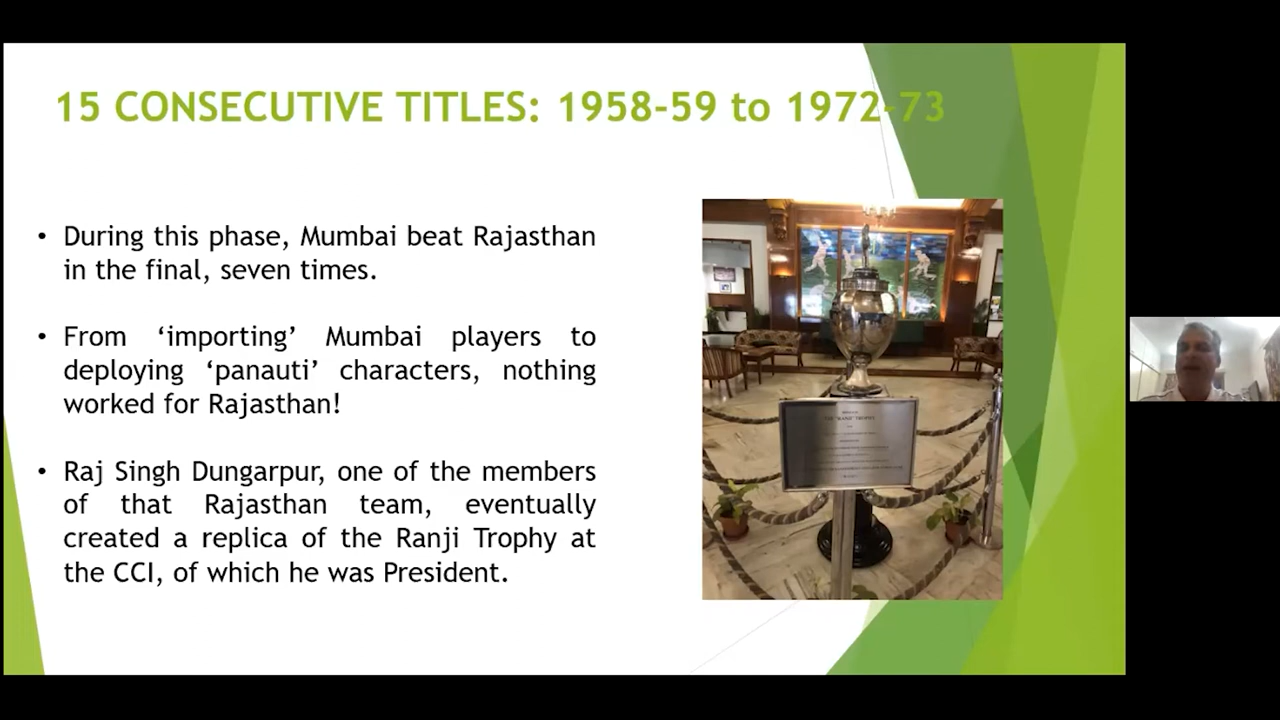 15 CONSECUTIVE TITLES: 1958-59 to 1972-73
• During this phase, Mumbai beat Rajasthan
in the final, seven times.
• From ‘importing’ Mumbai players to
deploying ‘panauti’ characters, nothing
worked for Rajasthan!
• Raj Singh Dungarpur, one of the members
of that Rajasthan team, eventually
created a replica of the Ranji Trophy at
the CCI, of which he was President.
TROPHY